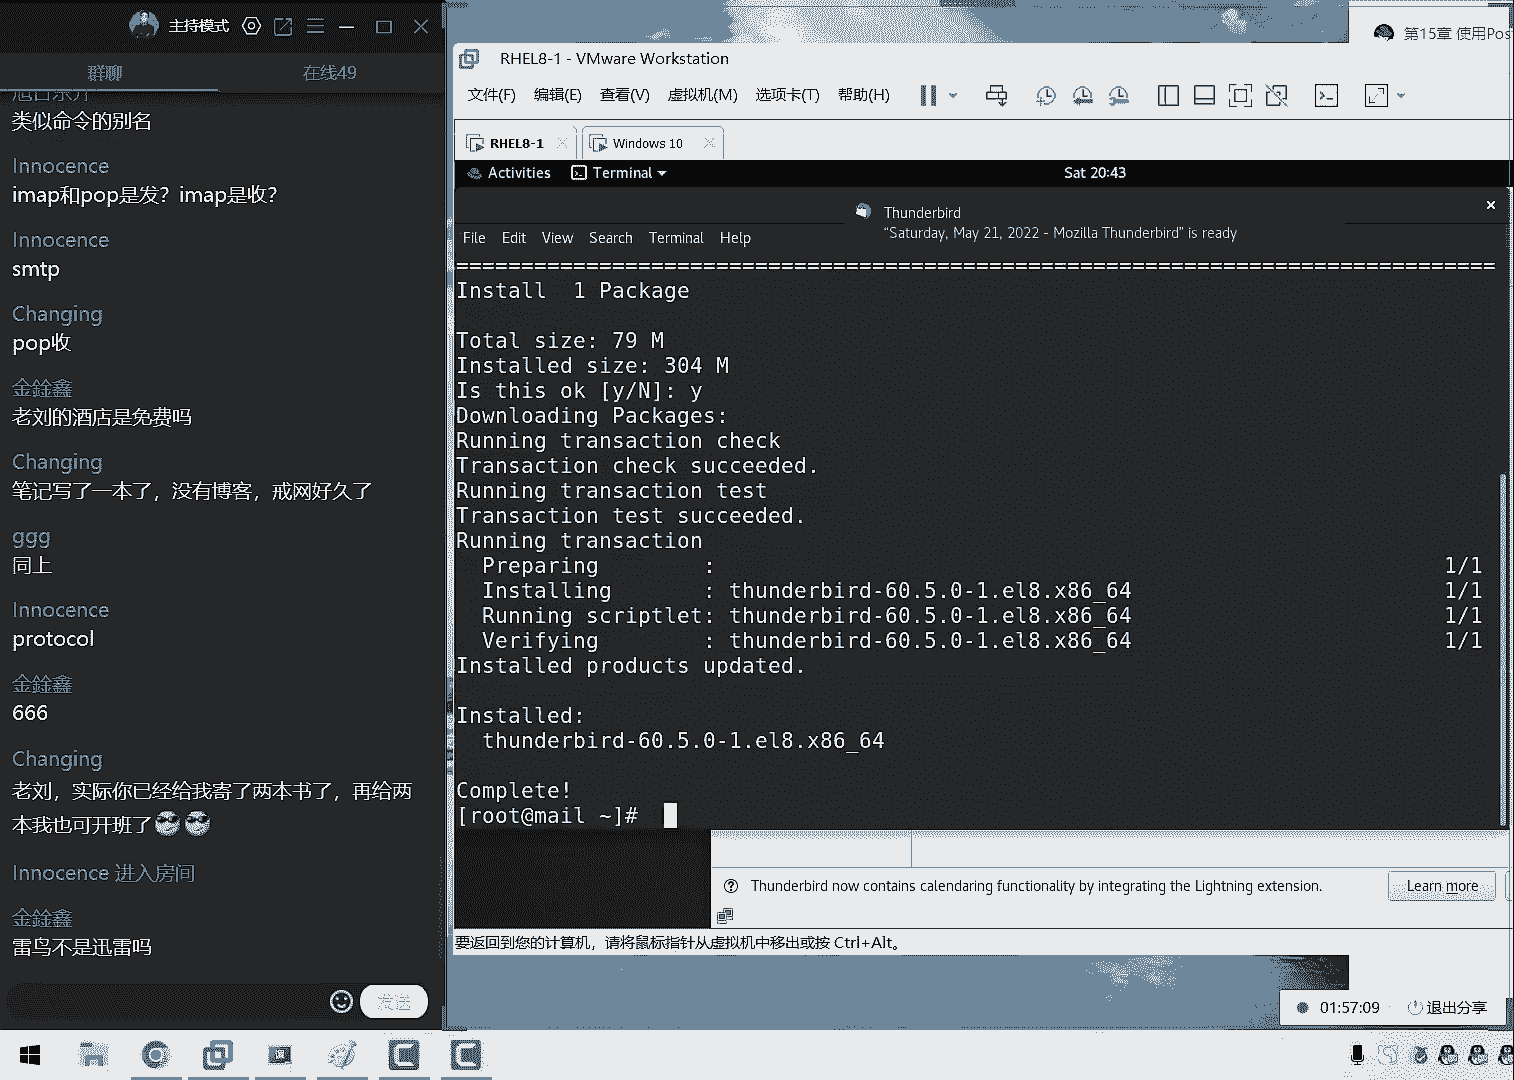 主持模式
群聊
在线49
类似命令的别名
Innocence
imap和pop是发？imap是收？
Innocence
smtp
Changing
pop收
金鍂鑫
老刘的酒店是免费吗
Changing
笔记写了一本了，没有博客，戒网好久了
ggg
同上
Innocence
protocol
金鍂鑫
666
Changing
老刘，实际你已经给我寄了两本书了，再给两
本我也可开班了
Innocence 进入房间
金鍂鑫
雷鸟不是迅雷吗
发送
第15章 使用Pos
RHEL8-1 - VMware Workstation
文件(F) 编辑(E) 查看(V) 虚拟机(M) 选项卡(T) 帮助(H)
RHEL8-1
Windows 10
Activities
Terminal
Sat 20:43
Thunderbird
“Saturday, May 21, 2022 - Mozilla Thunderbird” is ready
File Edit View Search Terminal Help
================================================================================
Install  1 Package
Total size: 79 M
Installed size: 304 M
Is this ok [y/N]: y
Downloading Packages:
Running transaction check
Transaction check succeeded.
Running transaction test
Transaction test succeeded.
Running transaction
Preparing        : 1/1
Installing       : thunderbird-60.5.0-1.el8.x86_64 1/1
Running scriptlet: thunderbird-60.5.0-1.el8.x86_64 1/1
Verifying        : thunderbird-60.5.0-1.el8.x86_64 1/1
Installed products updated.
Installed:
thunderbird-60.5.0-1.el8.x86_64
Complete!
[root@mail ~]#
Thunderbird now contains calendaring functionality by integrating the Lightning extension.
Learn more
要返回到您的计算机，请将鼠标指针从虚拟机中移出或按 Ctrl+Alt。
01:57:09
退出分享